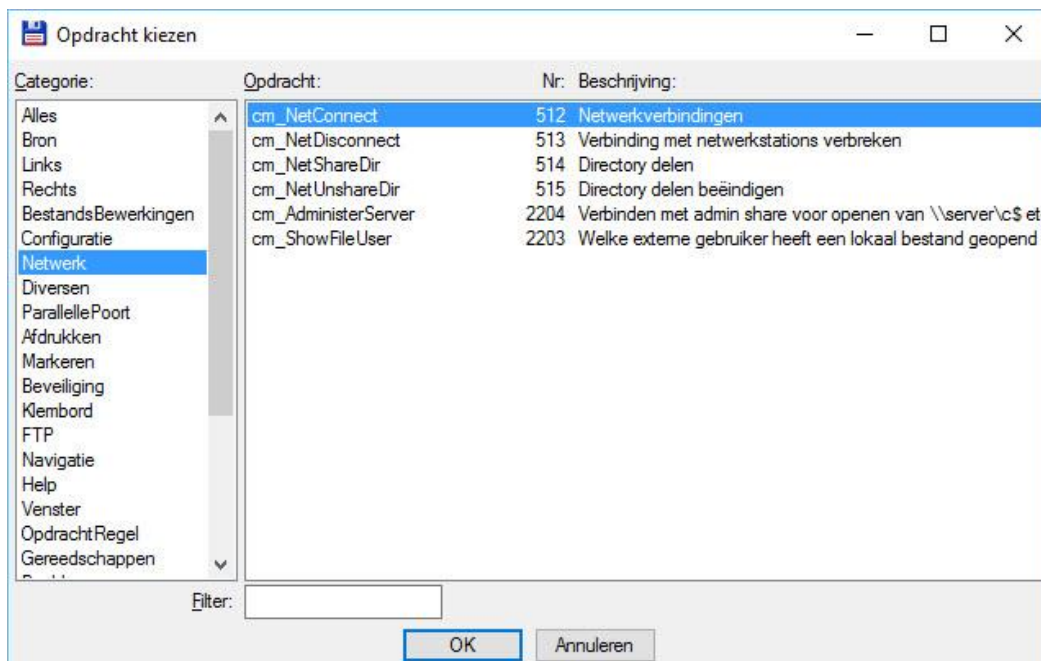 Opdracht kiezen
Categorie:
Opdracht:
Nr:
Beschrijving:
Alles
Bron
Links
Rechts
BestandsBewerkingen
Configuratie
Netwerk
Diversen
ParallellePoort
Afdrukken
Markeren
Beveiliging
Klembord
FTP
Navigatie
Help
Venster
OpdrachtRegel
Gereedschappen
cm_NetConnect 512 Netwerkverbindingen
cm_NetDisconnect 513 Verbinding met netwerkstations verbreken
cm_NetShareDir 514 Directory delen
cm_NetUnshareDir 515 Directory delen beëindigen
cm_AdministerServer 2204 Verbinden met admin share voor openen van \\server\c$ et
cm_ShowFileUser 2203 Welke externe gebruiker heeft een lokaal bestand geopend
Filter:
OK
Annuleren